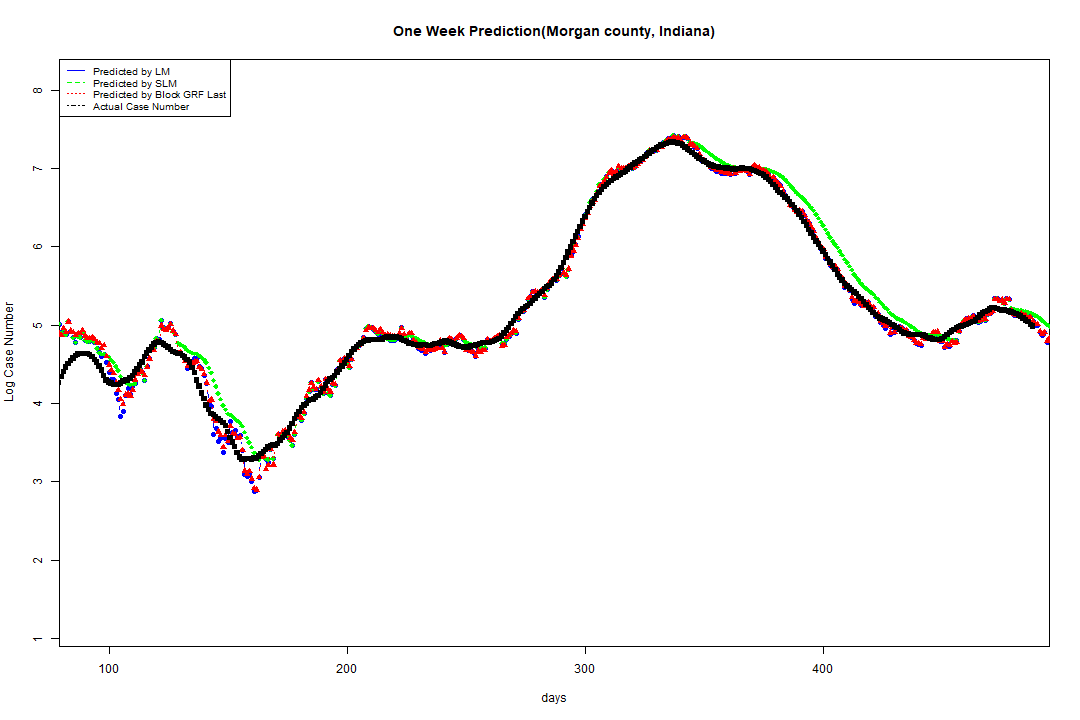 One Week Prediction(Morgan county, Indiana)
Predicted by LM
Predicted by SLM
Predicted by Block GRF Last
Actual Case Number
8
7
6
5
4
3
2
1
Log Case Number
100 200 300 400
days